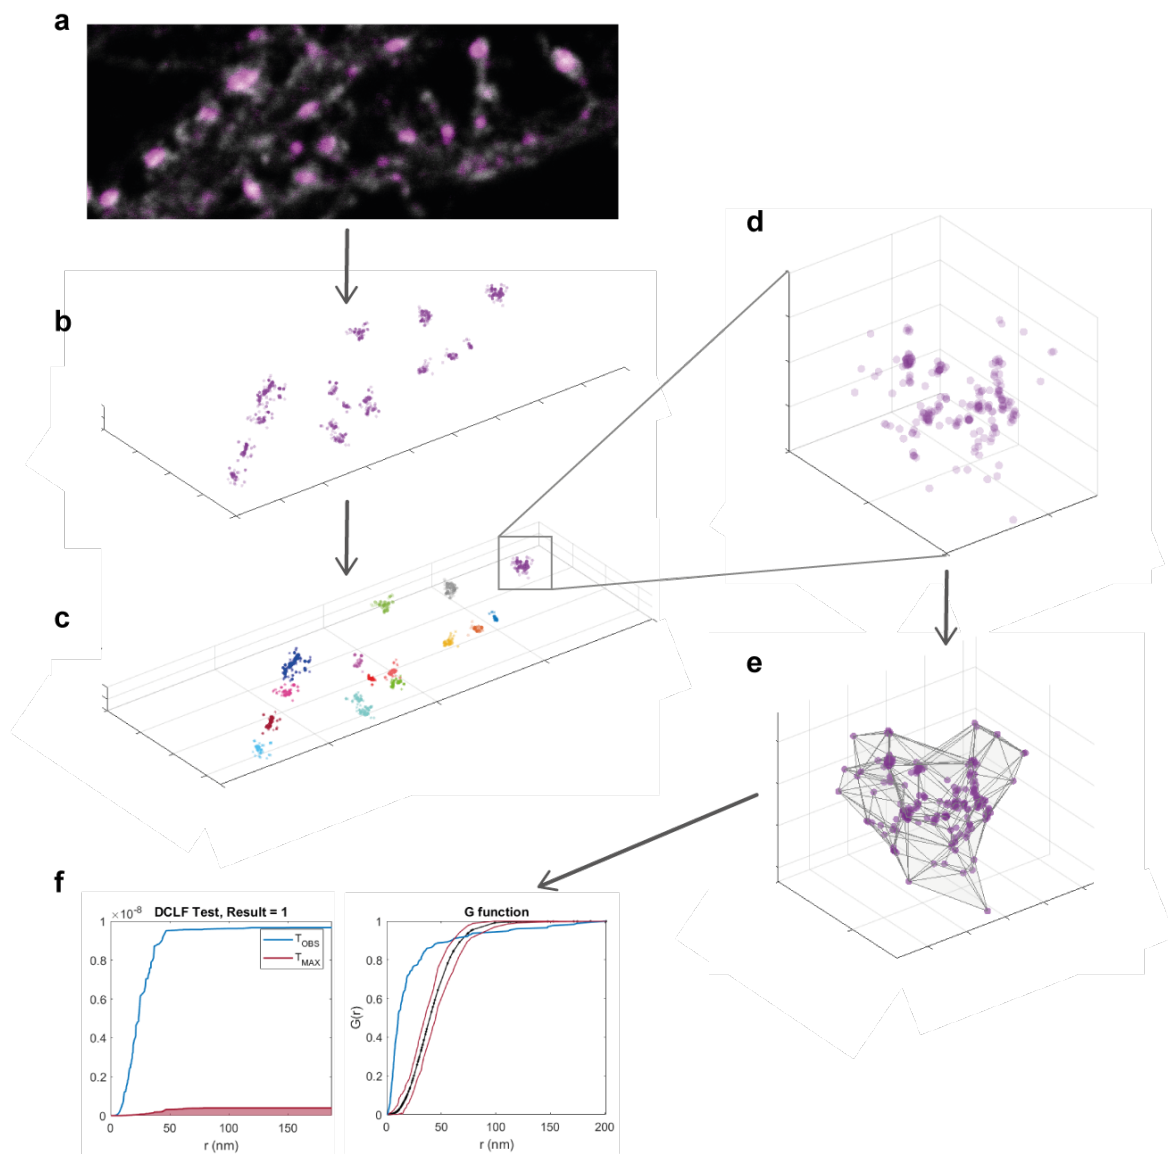 a
b
c
d
e
f
×10⁻⁸
DCLF Test, Result = 1
1
0.8
0.6
0.4
0.2
0
0
50
100
150
r (nm)
T_OBS
T_MAX
G function
G(r)
1
0.8
0.6
0.4
0.2
0
0
50
100
150
200
r (nm)